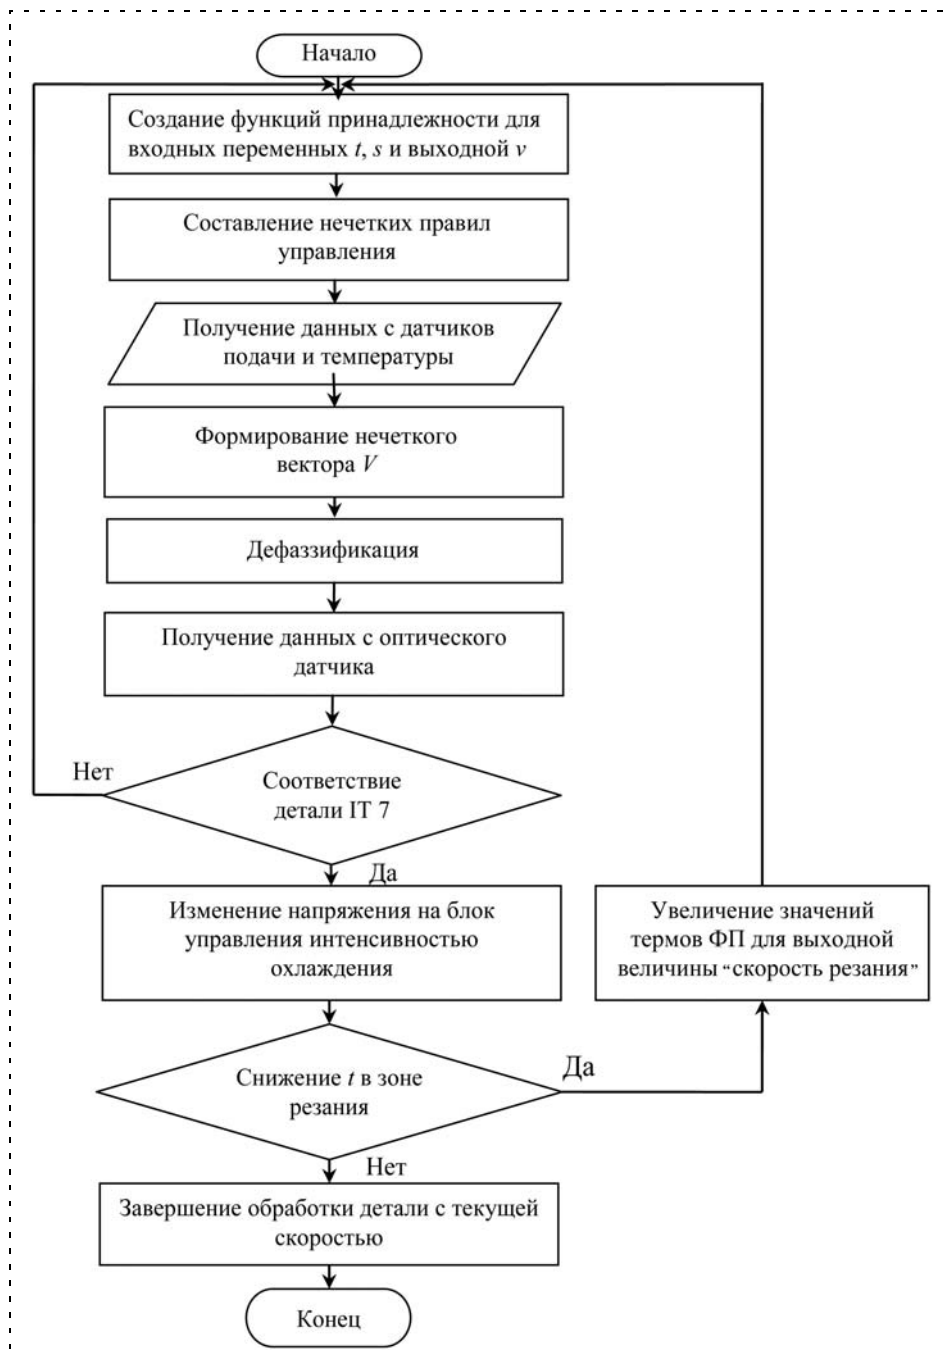 Начало
Создание функций принадлежности для
входных переменных t, s и выходной v
Составление нечетких правил
управления
Получение данных с датчиков
подачи и температуры
Формирование нечеткого
вектора V
Дефаззификация
Получение данных с оптического
датчика
Нет
Соответствие
детали IT 7
Да
Изменение напряжения на блок
управления интенсивностью
охлаждения
Увеличение значений
термов ФП для выходной
величины “скорость резания”
Снижение t в зоне
резания
Да
Нет
Завершение обработки детали с текущей
скоростью
Конец